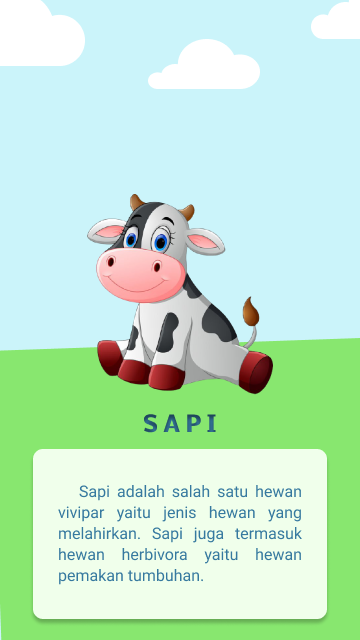 SAPI
Sapi adalah salah satu hewan
vivipar yaitu jenis hewan yang
melahirkan. Sapi juga termasuk
hewan herbivora yaitu hewan
pemakan tumbuhan.